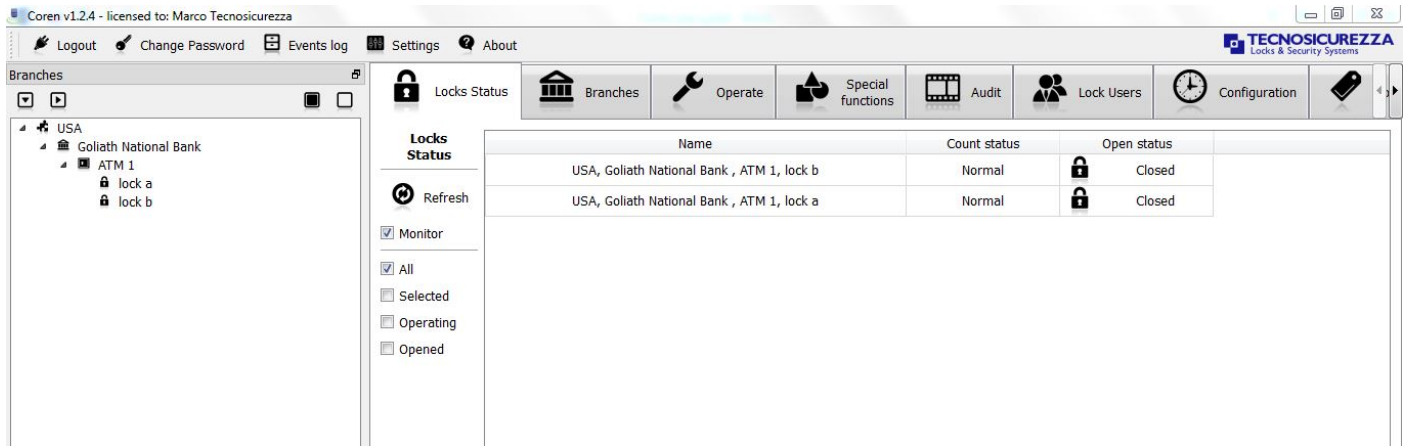 Coren v1.2.4 - licensed to: Marco Tecnosicurezza
Logout Change Password Events log Settings About
TECNOSICUREZZA
Locks & Security Systems
Branches
USA
Goliath National Bank
ATM 1
lock a
lock b
Locks Status Branches Operate Special functions Audit Lock Users Configuration
Locks
Status
Refresh
Monitor
All
Selected
Operating
Opened
Name Count status Open status
USA, Goliath National Bank , ATM 1, lock b Normal Closed
USA, Goliath National Bank , ATM 1, lock a Normal Closed